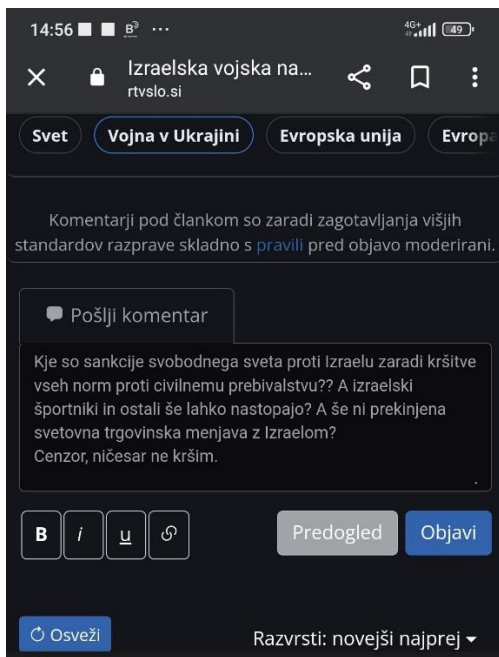 14:56
4G+
49
Izraelska vojska na...
rtvslo.si
Svet Vojna v Ukrajini Evropska unija Evropa
Komentarji pod člankom so zaradi zagotavljanja višjih
standardov razprave skladno s pravili pred objavo moderirani.
Pošlji komentar
Kje so sankcije svobodnega sveta proti Izraelu zaradi kršitve
vseh norm proti civilnemu prebivalstvu?? A izraelski
športniki in ostali še lahko nastopajo? A še ni prekinjena
svetovna trgovinska menjava z Izraelom?
Cenzor, ničesar ne kršim.
.
B i u Predogled Objavi
Osveži Razvrsti: novejši najprej